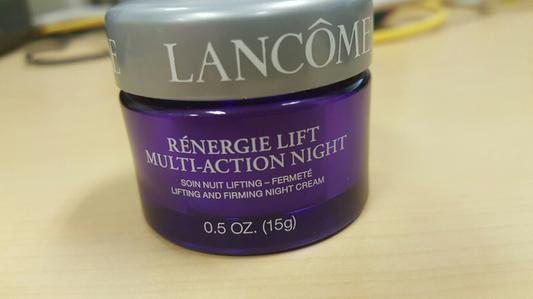 LANCÔME
RÉNERGIE LIFT
MULTI-ACTION NIGHT
SOIN NUIT LIFTING – FERMETÉ
LIFTING AND FIRMING NIGHT CREAM
0.5 OZ. (15g)